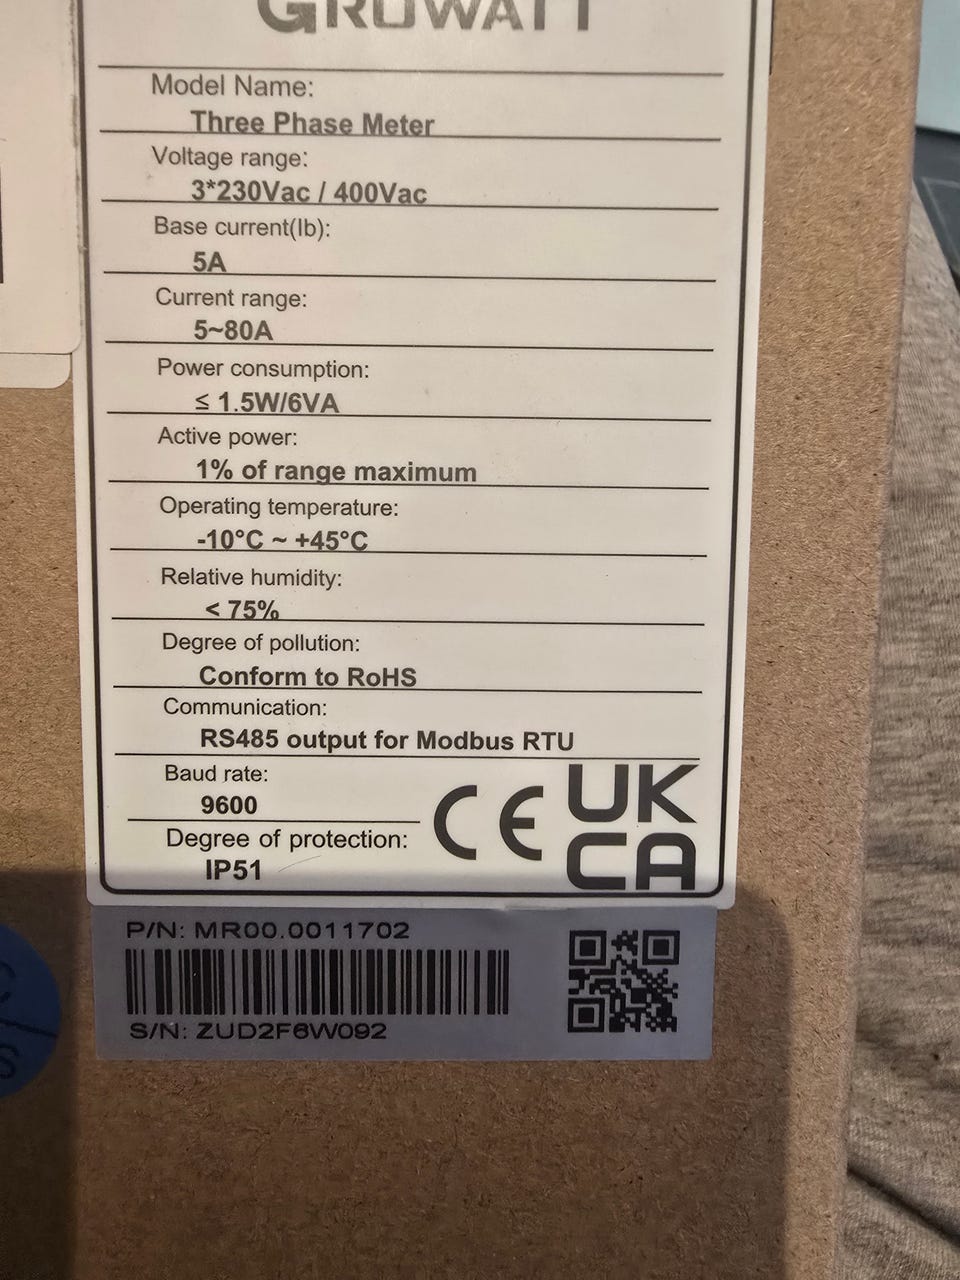 GROWATT
Model Name:
Three Phase Meter
Voltage range:
3*230Vac / 400Vac
Base current(Ib):
5A
Current range:
5~80A
Power consumption:
≤ 1.5W/6VA
Active power:
1% of range maximum
Operating temperature:
-10°C ~ +45°C
Relative humidity:
< 75%
Degree of pollution:
Conform to RoHS
Communication:
RS485 output for Modbus RTU
Baud rate:
9600
Degree of protection:
IP51
CE
UK
CA
P/N: MR00.0011702
S/N: ZUD2F6W092